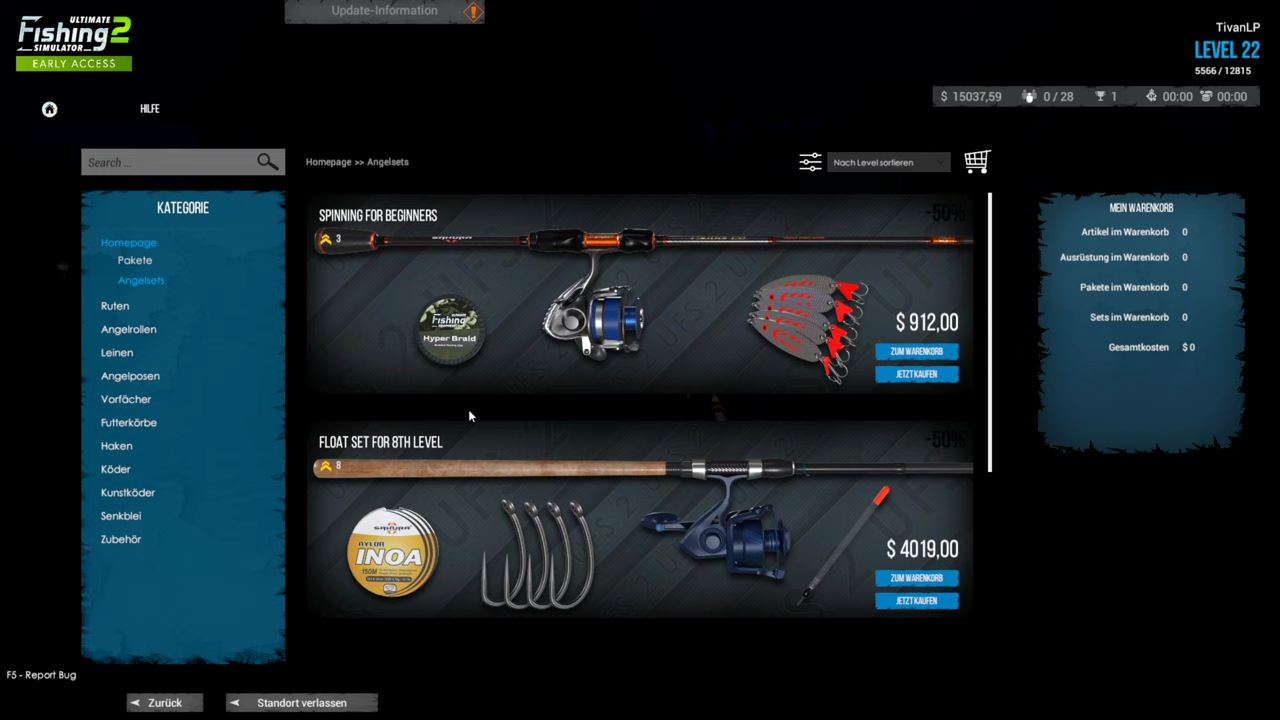 Update-Information
ULTIMATE
Fishing 2
SIMULATOR
EARLY ACCESS
TivanLP
LEVEL 22
5566 / 12815
$ 15037,59 0 / 28 1 00:00 00:00
HILFE
Search ...
Homepage >> Angelsets
Nach Level sortieren
KATEGORIE
Homepage
Pakete
Angelsets
Ruten
Angelrollen
Leinen
Angelposen
Vorfächer
Futterkörbe
Haken
Köder
Kunstköder
Senkblei
Zubehör
SPINNING FOR BEGINNERS
-50%
3
Fishing
Hyper Braid
$ 912,00
ZUM WARENKORB
JETZT KAUFEN
FLOAT SET FOR 8TH LEVEL
-50%
8
SAKURA
NYLON
INOA
150M
$ 4019,00
ZUM WARENKORB
JETZT KAUFEN
MEIN WARENKORB
Artikel im Warenkorb 0
Ausrüstung im Warenkorb 0
Pakete im Warenkorb 0
Sets im Warenkorb 0
Gesamtkosten $ 0
F5 - Report Bug
Zurück
Standort verlassen